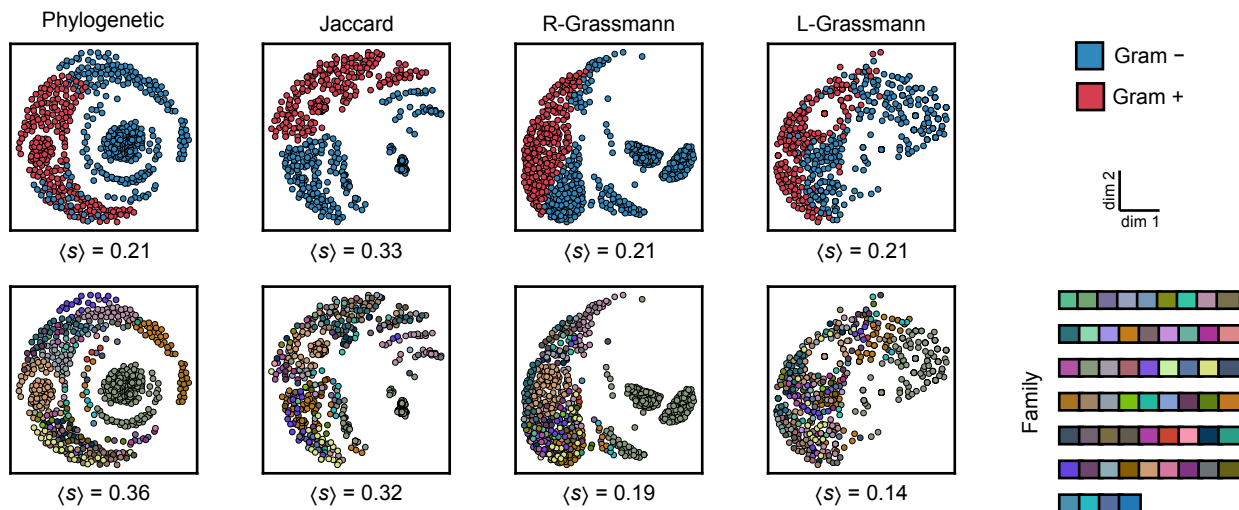 Phylogenetic
Jaccard
R-Grassmann
L-Grassmann
Gram −
Gram +
dim 2
dim 1
⟨s⟩ = 0.21
⟨s⟩ = 0.33
⟨s⟩ = 0.21
⟨s⟩ = 0.21
Family
⟨s⟩ = 0.36
⟨s⟩ = 0.32
⟨s⟩ = 0.19
⟨s⟩ = 0.14